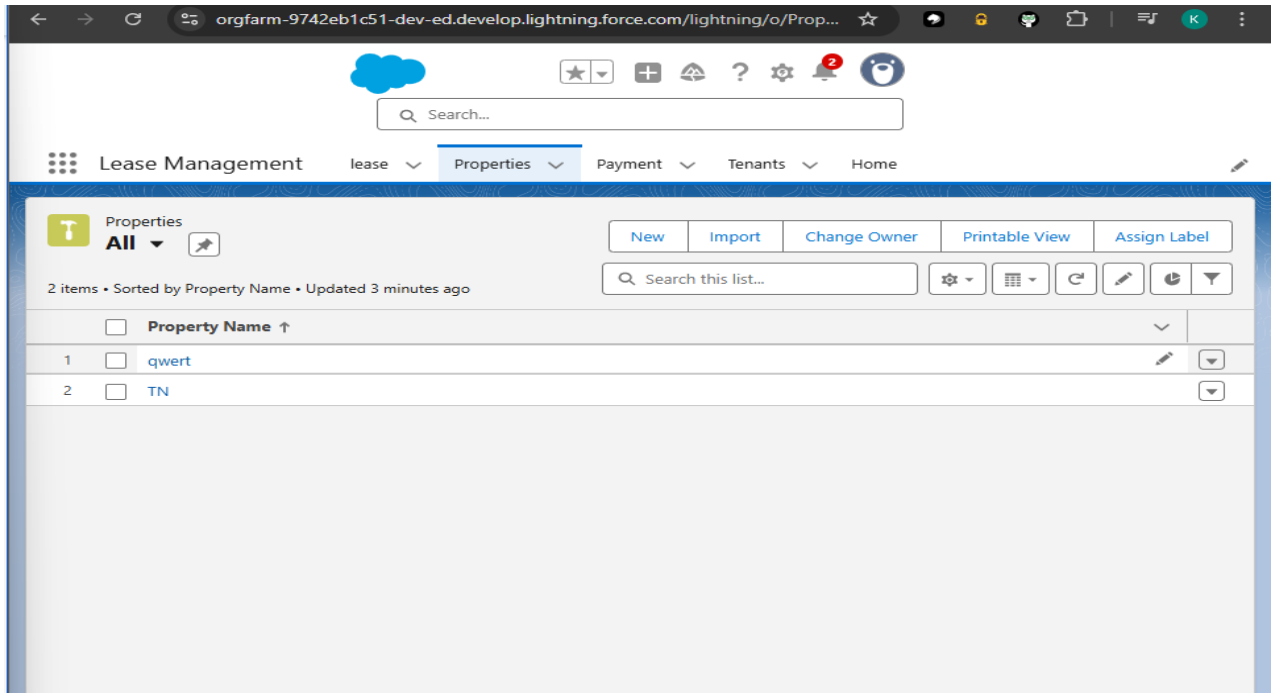 orgfarm-9742eb1c51-dev-ed.develop.lightning.force.com/lightning/o/Prop...
K
2
Search...
Lease Management lease Properties Payment Tenants Home
Properties
All
New Import Change Owner Printable View Assign Label
Search this list...
2 items • Sorted by Property Name • Updated 3 minutes ago
Property Name ↑
1 qwert
2 TN